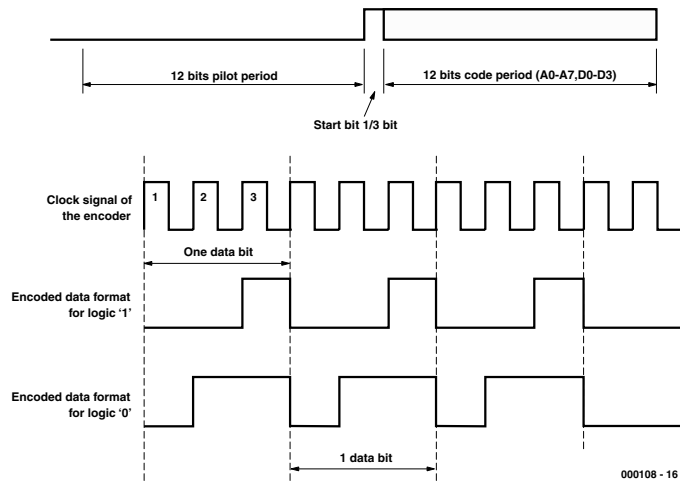 12 bits pilot period
12 bits code period (A0-A7,D0-D3)
Start bit 1/3 bit
Clock signal of
the encoder
1 2 3
One data bit
Encoded data format
for logic ‘1’
Encoded data format
for logic ‘0’
1 data bit
000108 - 16